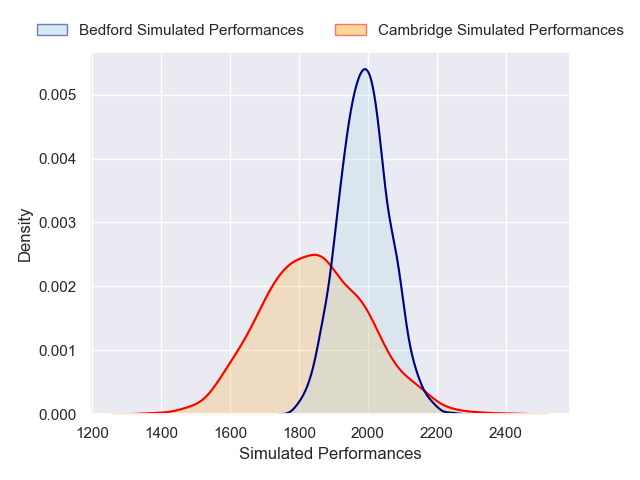 Bedford Simulated Performances Cambridge Simulated Performances
0.005
0.004
0.003
0.002
0.001
0.000
Density
1200 1400 1600 1800 2000 2200 2400
Simulated Performances